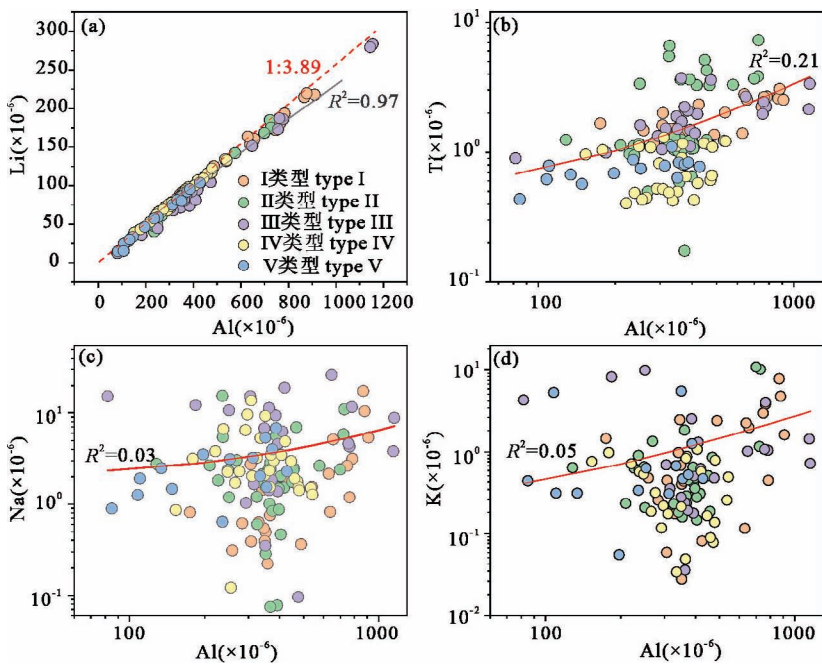 (a)
1:3.89
R²=0.97
I类型 type I
II类型 type II
III类型 type III
IV类型 type IV
V类型 type V
Li(×10⁻⁶)
300
250
200
150
100
50
0
0 200 400 600 800 1000 1200
Al(×10⁻⁶)
(b)
R²=0.21
T(×10⁻⁶)
10¹
10⁰
10⁻¹
100 1000
Al(×10⁻⁶)
(c)
R²=0.03
Na(×10⁻⁶)
10¹
10⁰
10⁻¹
100 1000
Al(×10⁻⁶)
(d)
R²=0.05
K(×10⁻⁶)
10¹
10⁰
10⁻¹
10⁻²
100 1000
Al(×10⁻⁶)